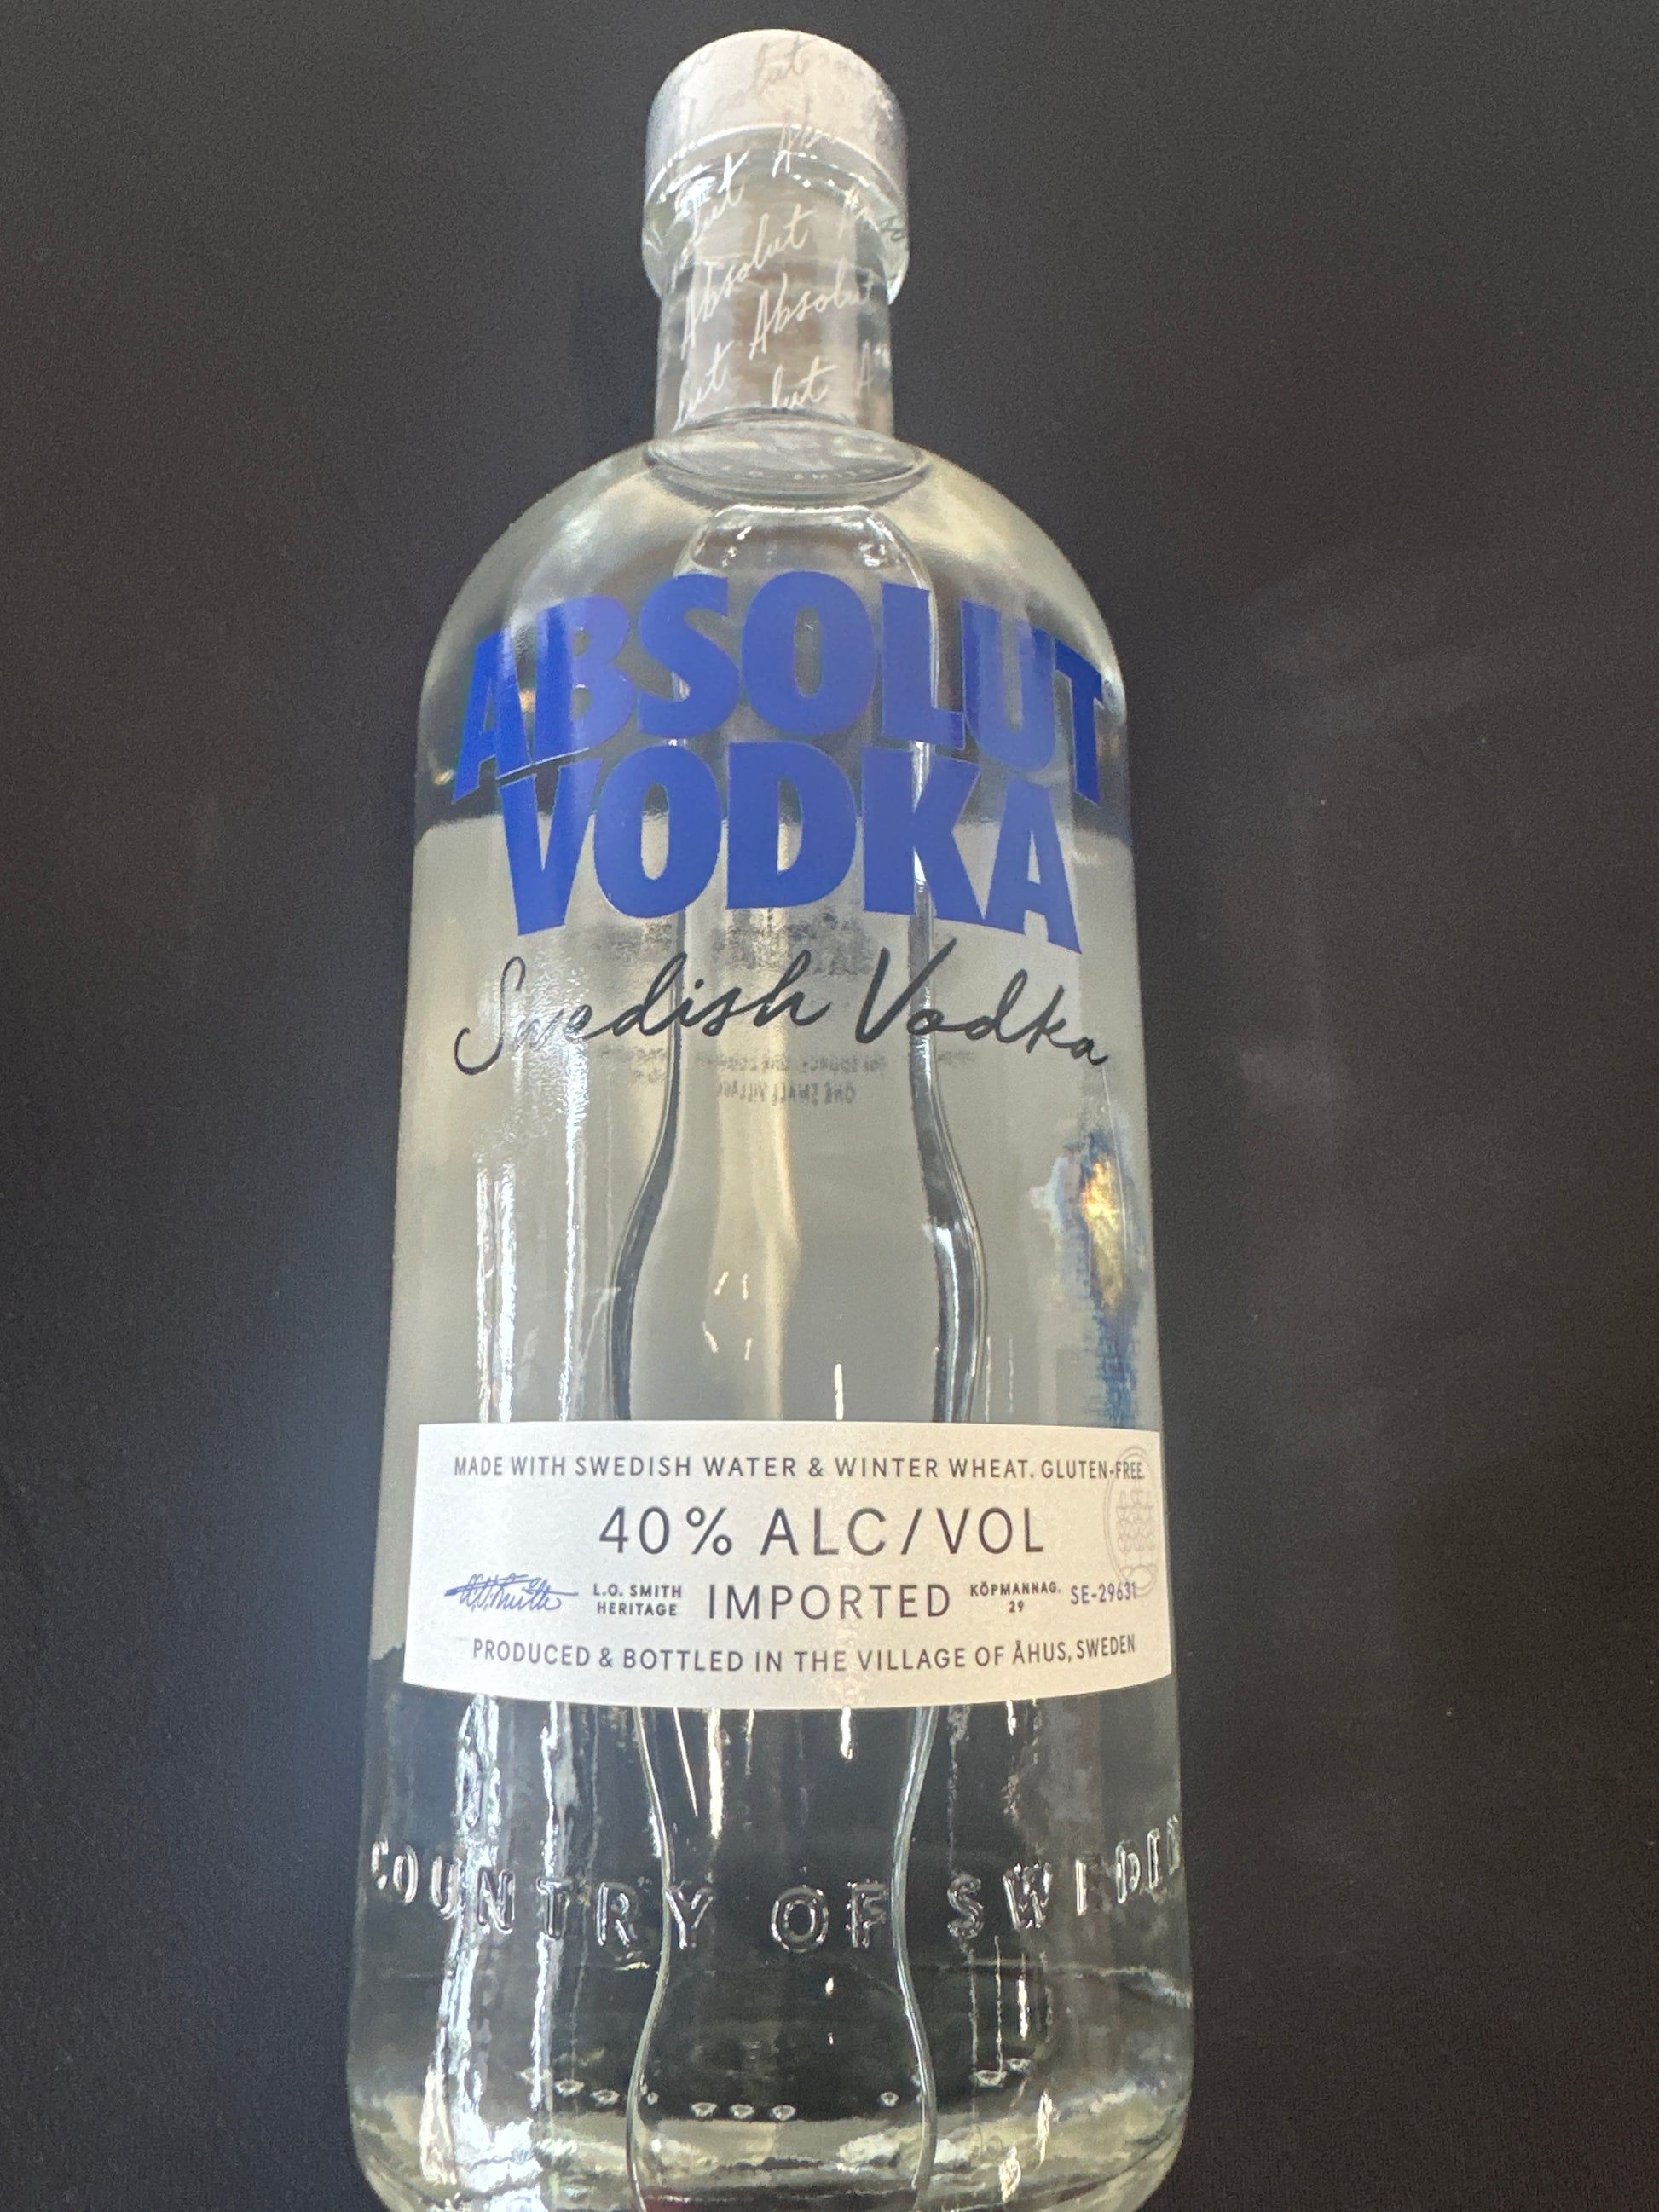 Absolut
Absolut
ABSOLUT
VODKA
Swedish Vodka
MADE WITH SWEDISH WATER & WINTER WHEAT. GLUTEN-FREE.
40% ALC/VOL
L.O. SMITH HERITAGE IMPORTED KÖPMANNAG. 29 SE-29631
PRODUCED & BOTTLED IN THE VILLAGE OF ÅHUS, SWEDEN
COUNTRY OF SWEDEN